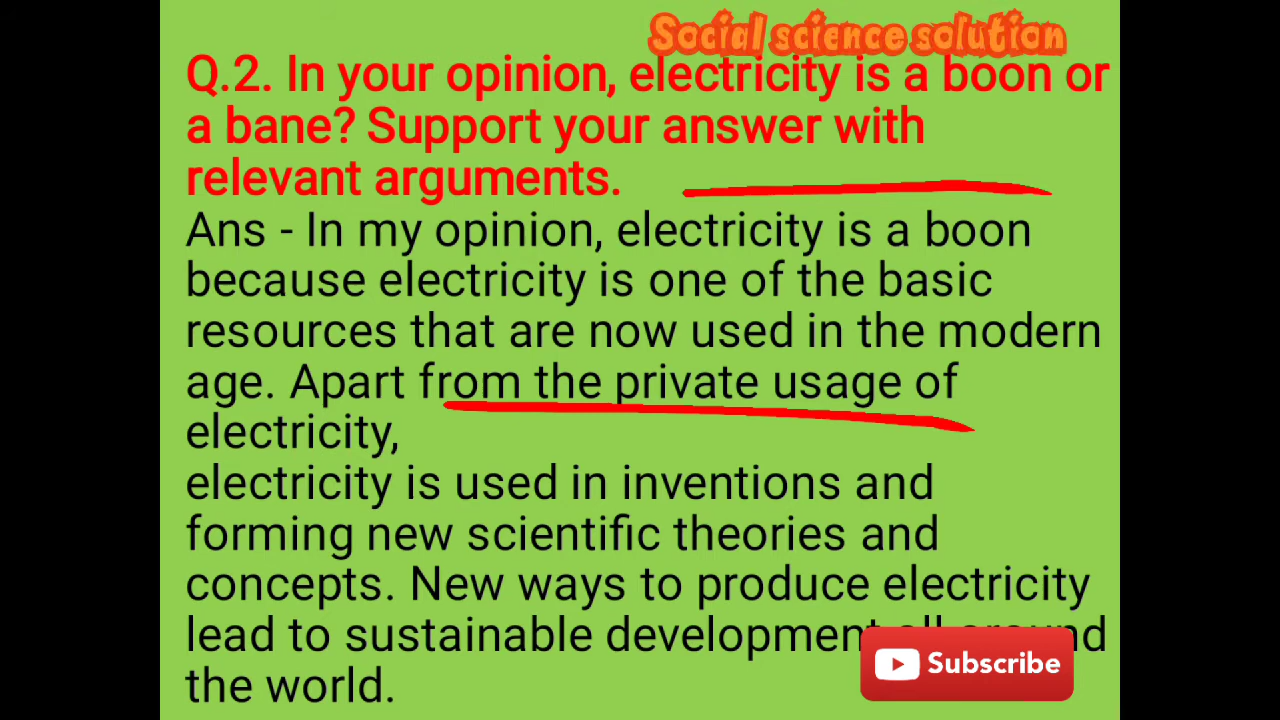 Social science solution
Q.2. In your opinion, electricity is a boon or
a bane? Support your answer with
relevant arguments.
Ans - In my opinion, electricity is a boon
because electricity is one of the basic
resources that are now used in the modern
age. Apart from the private usage of
electricity,
electricity is used in inventions and
forming new scientific theories and
concepts. New ways to produce electricity
lead to sustainable development all around
the world.
Subscribe